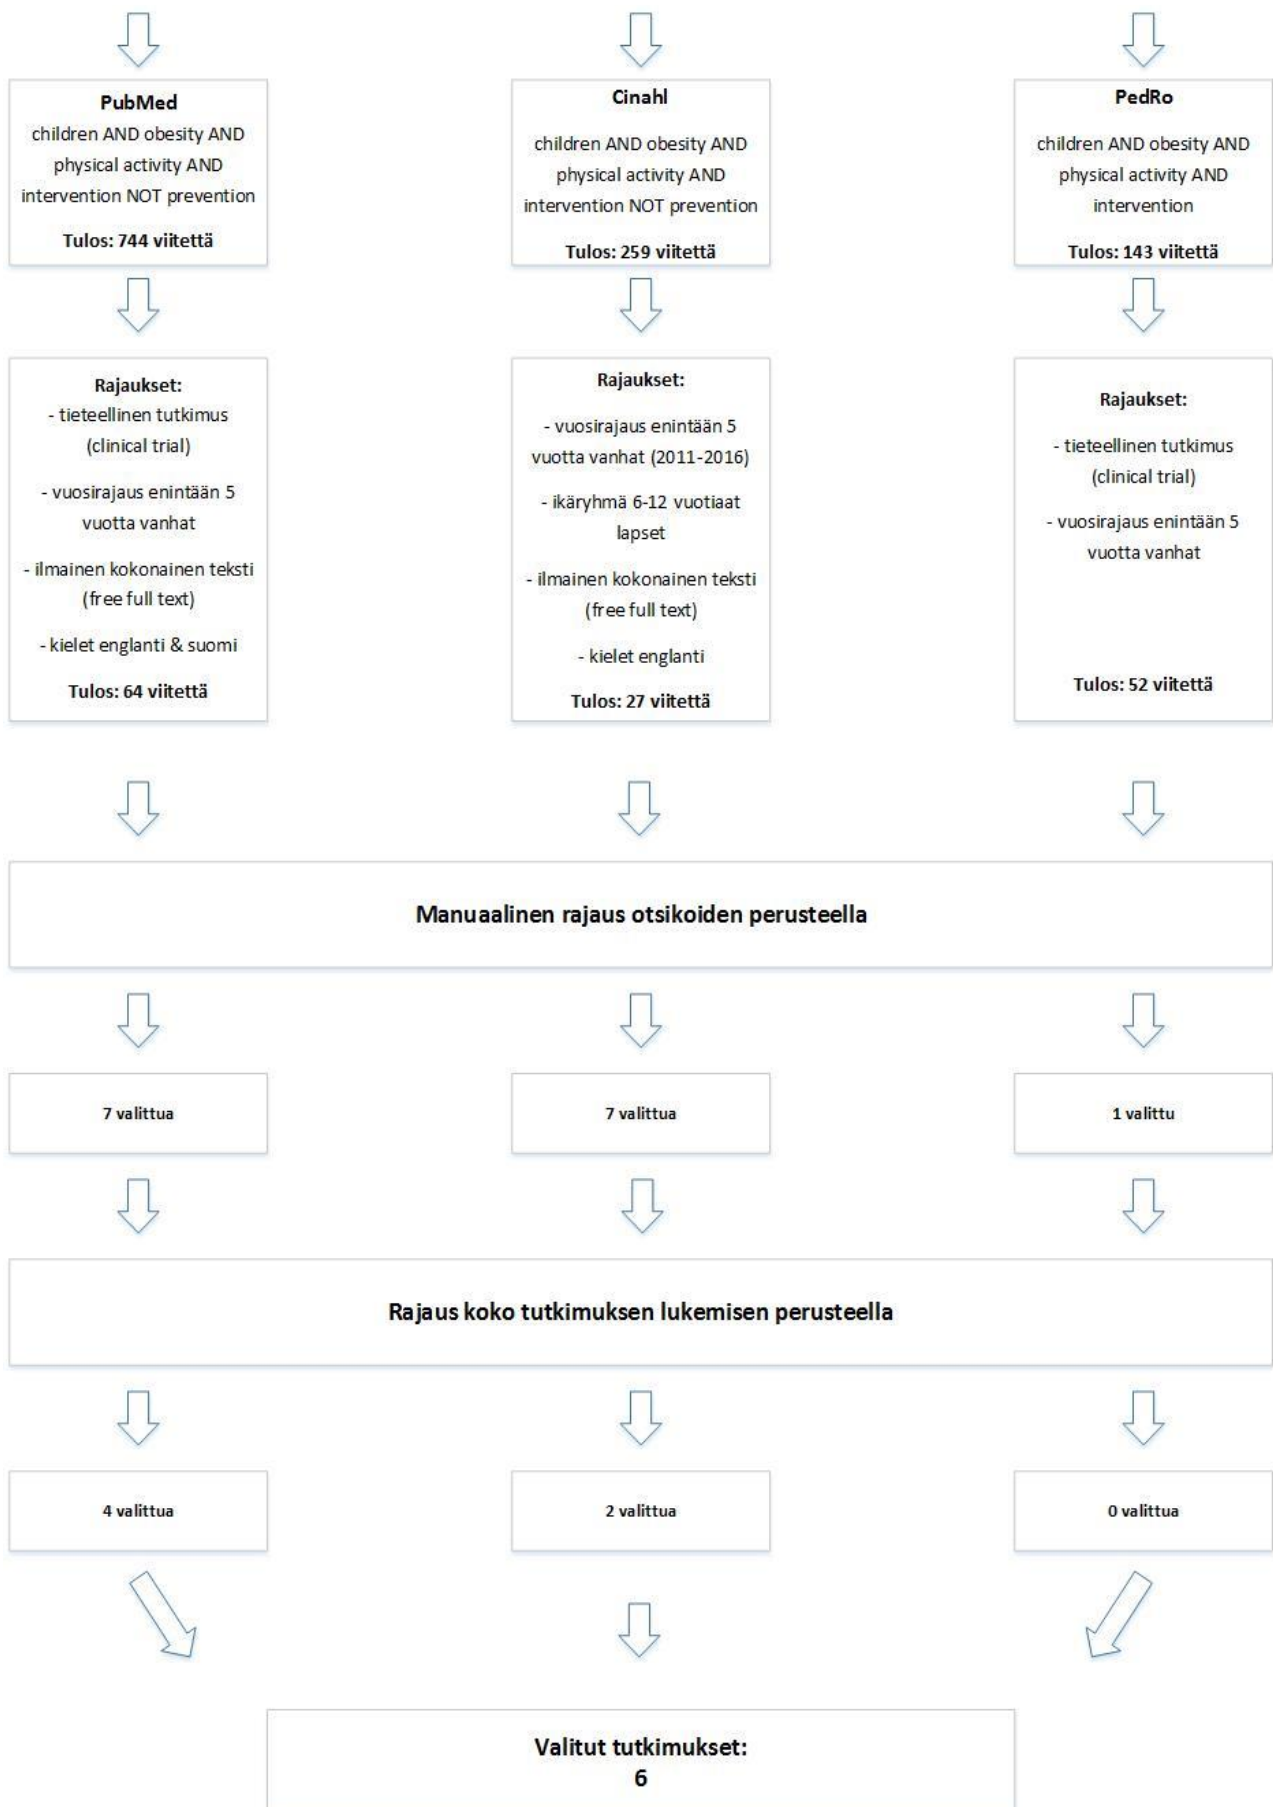 PubMed
children AND obesity AND
physical activity AND
intervention NOT prevention
Tulos: 744 viitettä
Cinahl
children AND obesity AND
physical activity AND
intervention NOT prevention
Tulos: 259 viitettä
PedRo
children AND obesity AND
physical activity AND
intervention
Tulos: 143 viitettä
Rajaukset:
- tieteellinen tutkimus
(clinical trial)
- vuosirajaus enintään 5
vuotta vanhat
- ilmainen kokonainen teksti
(free full text)
- kielet englanti & suomi
Tulos: 64 viitettä
Rajaukset:
- vuosirajaus enintään 5
vuotta vanhat (2011-2016)
- ikäryhmä 6-12 vuotiaat
lapset
- ilmainen kokonainen teksti
(free full text)
- kielet englanti
Tulos: 27 viitettä
Rajaukset:
- tieteellinen tutkimus
(clinical trial)
- vuosirajaus enintään 5
vuotta vanhat
Tulos: 52 viitettä
Manuaalinen rajaus otsikoiden perusteella
7 valittua
7 valittua
1 valittu
Rajaus koko tutkimuksen lukemisen perusteella
4 valittua
2 valittua
0 valittua
Valitut tutkimukset:
6